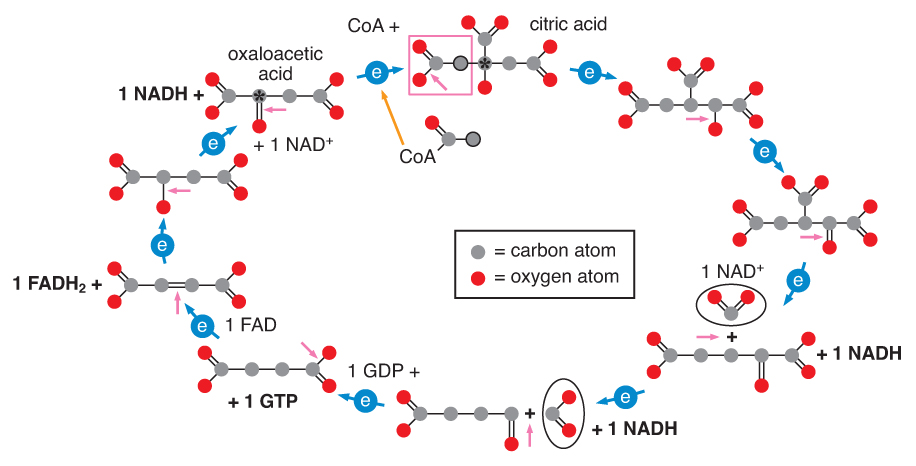 CoA +
citric acid
oxaloacetic
acid
e
e
1 NADH +
e
+ 1 NAD⁺
CoA
e
e
= carbon atom
= oxygen atom
1 NAD⁺
e
1 FADH₂ +
1 FAD
e
+ 1 NADH
1 GDP +
+ 1 GTP
e
e
+
+
+ 1 NADH